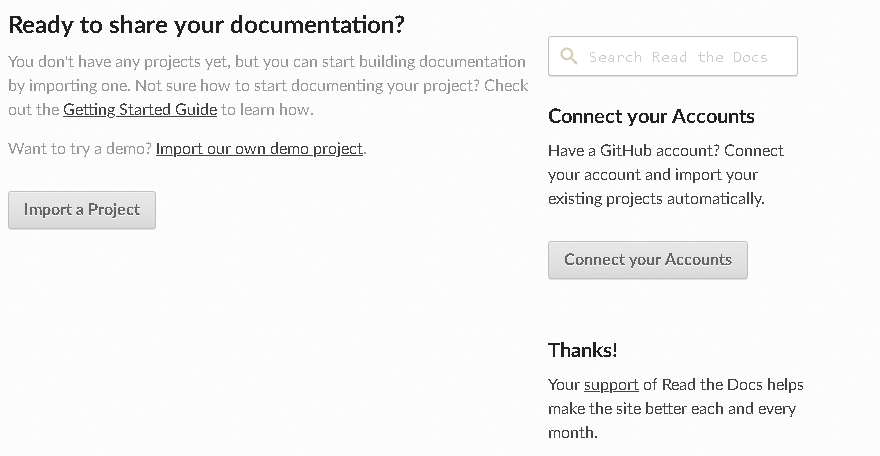 Ready to share your documentation?
You don't have any projects yet, but you can start building documentation
by importing one. Not sure how to start documenting your project? Check
out the Getting Started Guide to learn how.
Want to try a demo? Import our own demo project.
Import a Project
Search Read the Docs
Connect your Accounts
Have a GitHub account? Connect
your account and import your
existing projects automatically.
Connect your Accounts
Thanks!
Your support of Read the Docs helps
make the site better each and every
month.